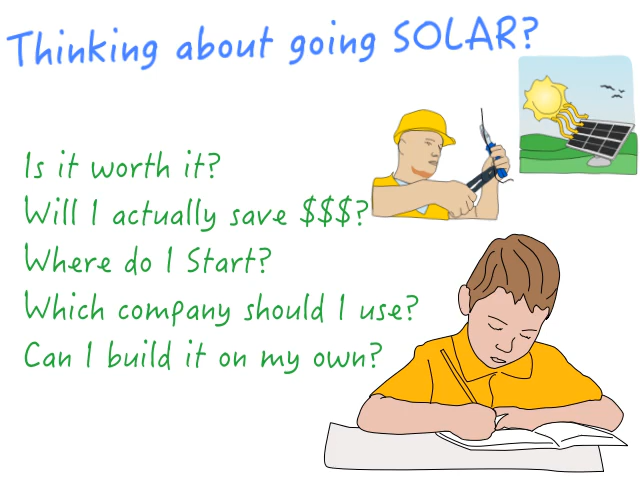 Thinking about going SOLAR?
Is it worth it?
Will I actually save $$$?
Where do I Start?
Which company should I use?
Can I build it on my own?